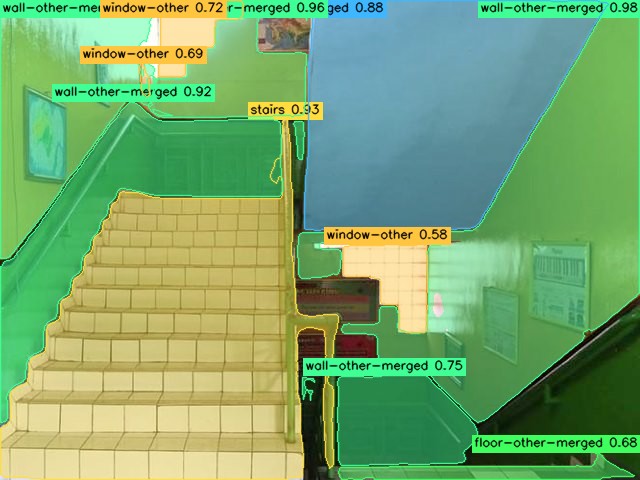 wall-other-me
window-other 0.72
r-merged 0.96
ged 0.88
wall-other-merged 0.98
window-other 0.69
wall-other-merged 0.92
stairs 0.93
window-other 0.58
wall-other-merged 0.75
floor-other-merged 0.68